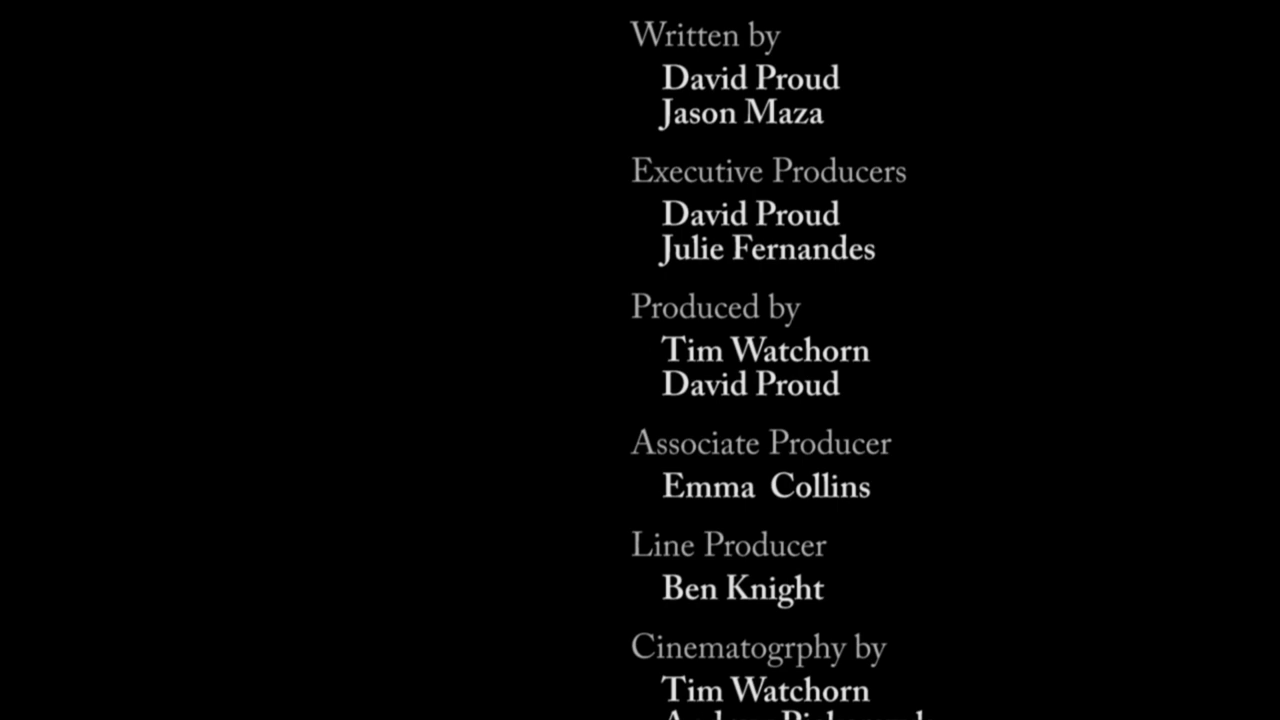 Written by
David Proud
Jason Maza
Executive Producers
David Proud
Julie Fernandes
Produced by
Tim Watchorn
David Proud
Associate Producer
Emma Collins
Line Producer
Ben Knight
Cinematogrphy by
Tim Watchorn